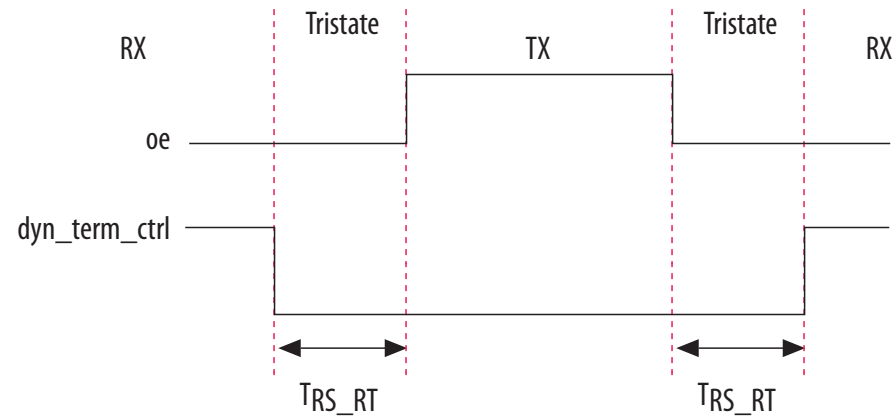 Tristate
Tristate
RX
TX
RX
oe
dyn_term_ctrl
TRS_RT
TRS_RT